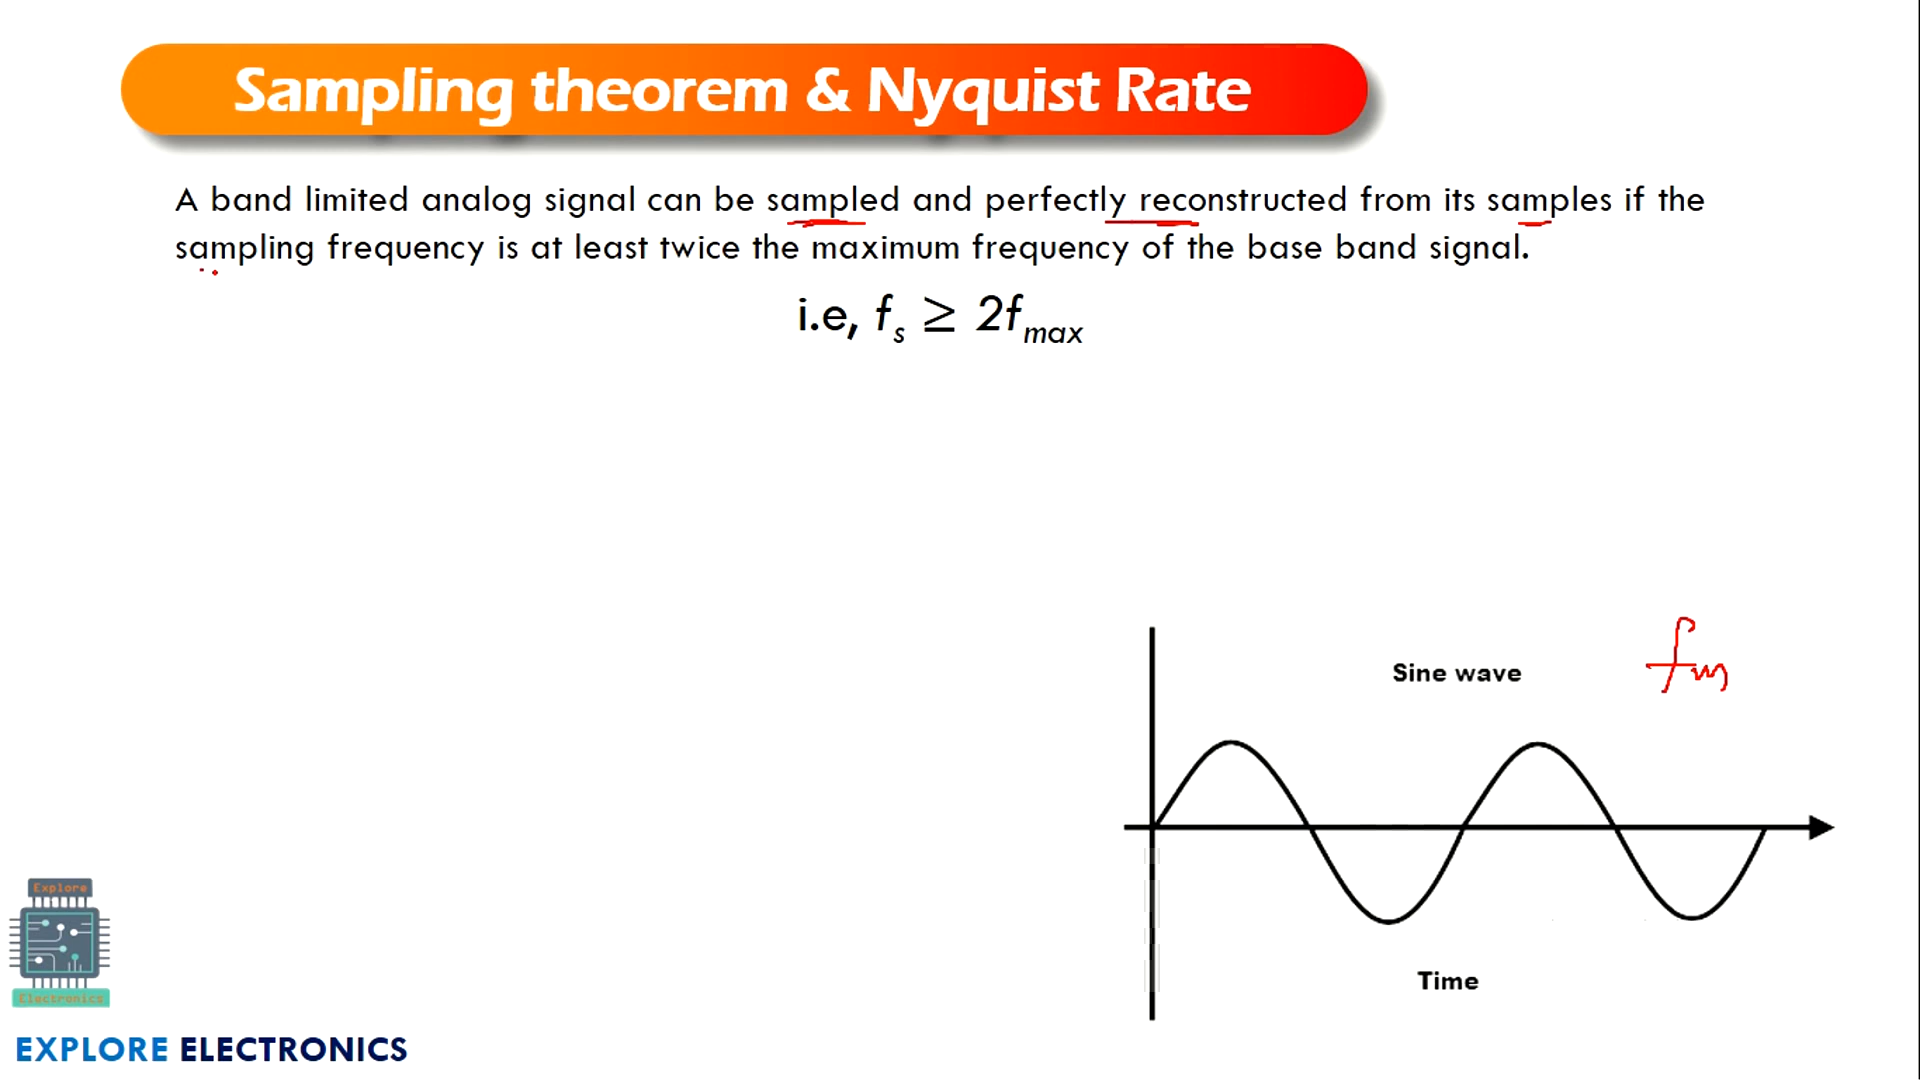 Sampling theorem & Nyquist Rate
A band limited analog signal can be sampled and perfectly reconstructed from its samples if the
sampling frequency is at least twice the maximum frequency of the base band signal.
i.e, fs ≥ 2fmax
fm
Sine wave
Time
Explore
Electronics
EXPLORE ELECTRONICS